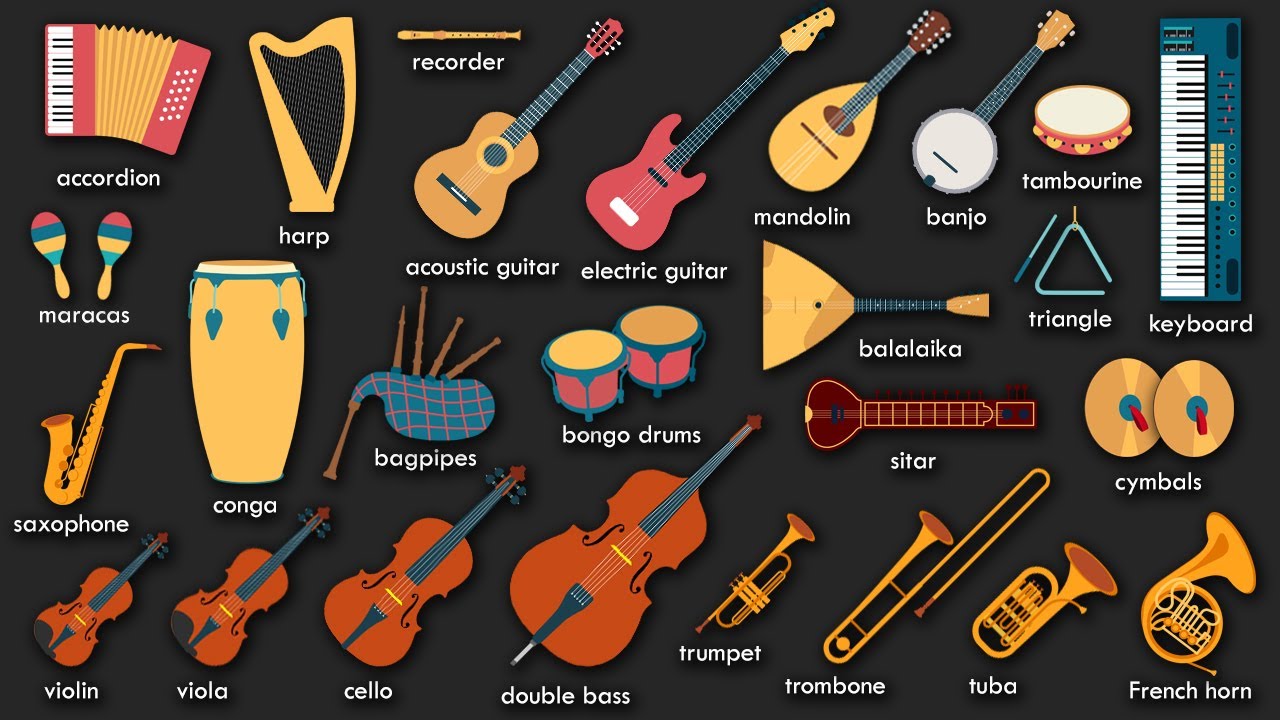 recorder
accordion
harp
acoustic guitar
electric guitar
mandolin
banjo
tambourine
maracas
triangle
keyboard
balalaika
bongo drums
bagpipes
sitar
cymbals
conga
saxophone
violin
viola
cello
double bass
trumpet
trombone
tuba
French horn